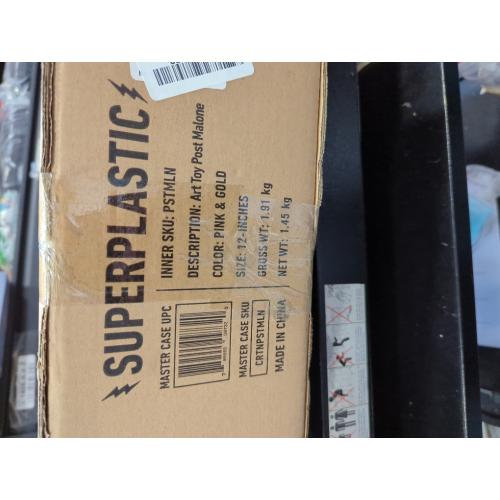 SUPERPLASTIC
INNER SKU: PSTMLN
DESCRIPTION: Art Toy Post Malone
COLOR: PINK & GOLD
SIZE: 12-INCHES
GROSS WT: 1.91 kg
NET WT: 1.45 kg
MASTER CASE UPC
MASTER CASE SKU
CRTNPSTMLN
MADE IN CHINA